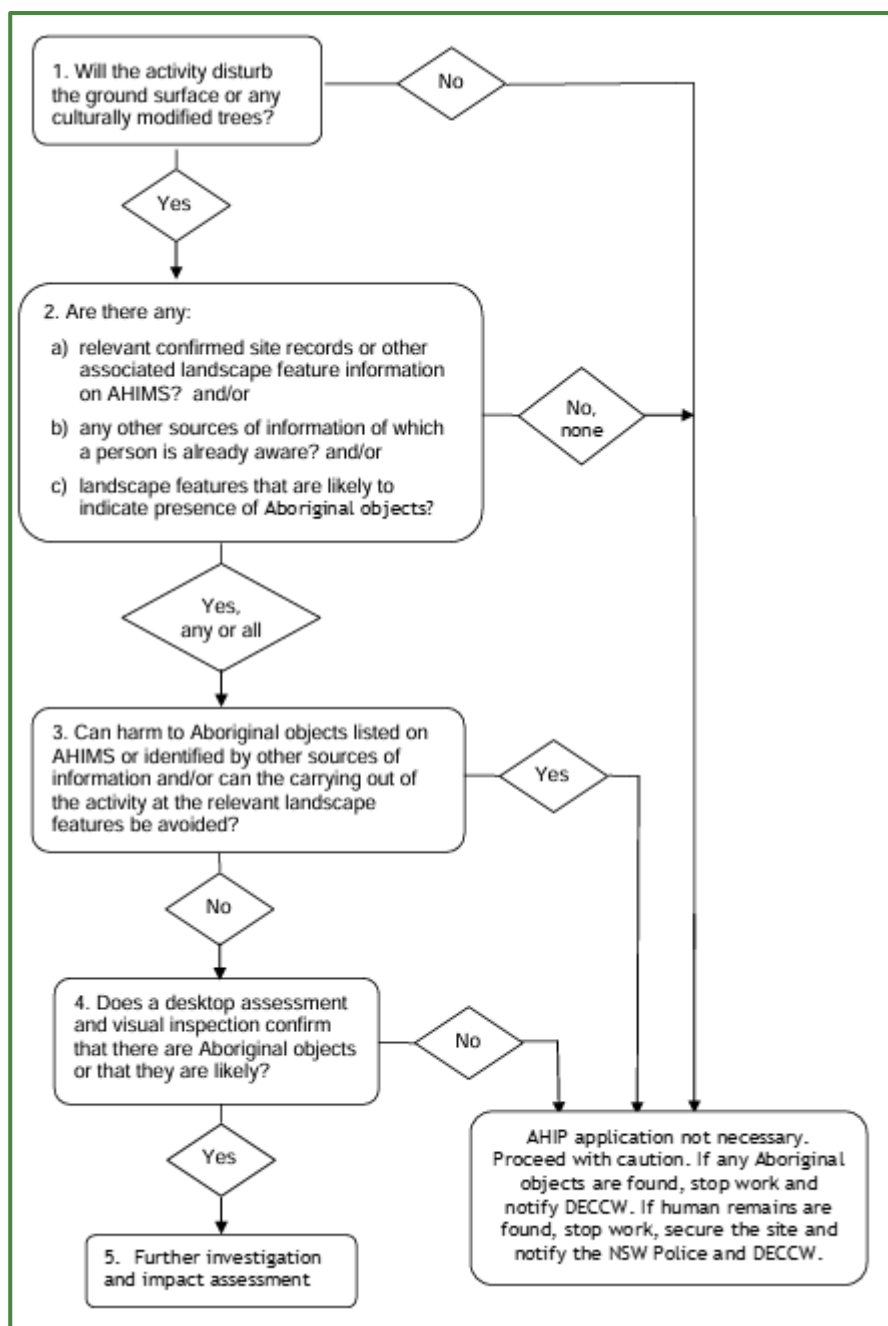 1. Will the activity disturb
the ground surface or any
culturally modified trees?
No
Yes
2. Are there any:
a) relevant confirmed site records or other
associated landscape feature information
on AHIMS? and/or
b) any other sources of information of which
a person is already aware? and/or
c) landscape features that are likely to
indicate presence of Aboriginal objects?
No,
none
Yes,
any or all
3. Can harm to Aboriginal objects listed on
AHIMS or identified by other sources of
information and/or can the carrying out of
the activity at the relevant landscape
features be avoided?
Yes
No
4. Does a desktop assessment
and visual inspection confirm
that there are Aboriginal objects
or that they are likely?
No
Yes
AHIP application not necessary.
Proceed with caution. If any Aboriginal
objects are found, stop work and
notify DECCW. If human remains are
found, stop work, secure the site and
notify the NSW Police and DECCW.
5. Further investigation
and impact assessment